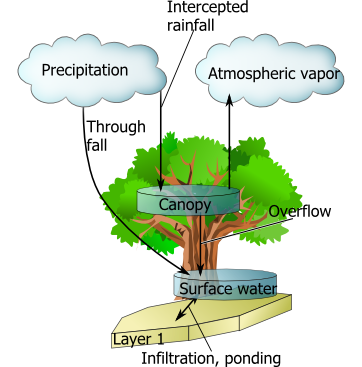 Intercepted
rainfall
Precipitation
Atmospheric vapor
Through
fall
Canopy
Overflow
Surface water
Layer 1
Infiltration, ponding